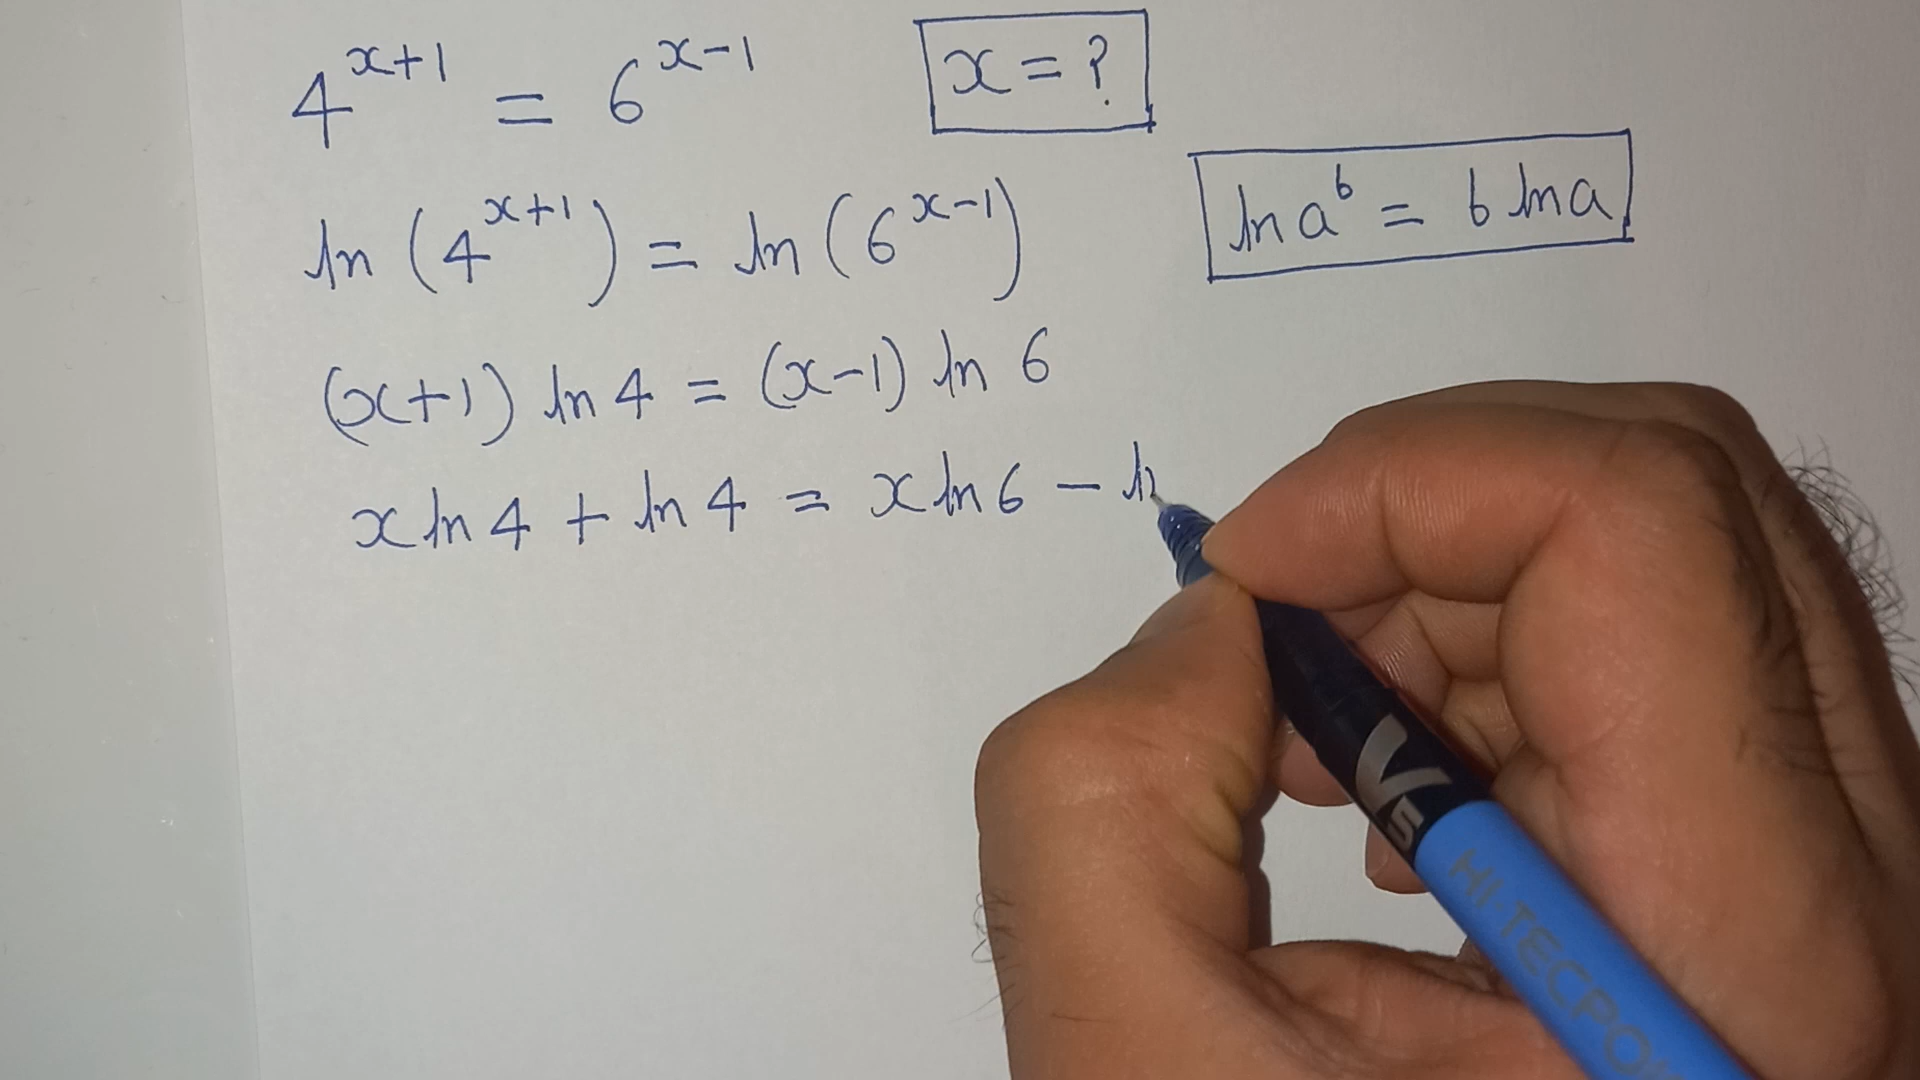 4^{x+1} = 6^{x-1}
x = ?
ln (4^{x+1}) = ln (6^{x-1})
ln a^b = b ln a
(x+1) ln 4 = (x-1) ln 6
x ln 4 + ln 4 = x ln 6 - ln
V5
HI-TECPO